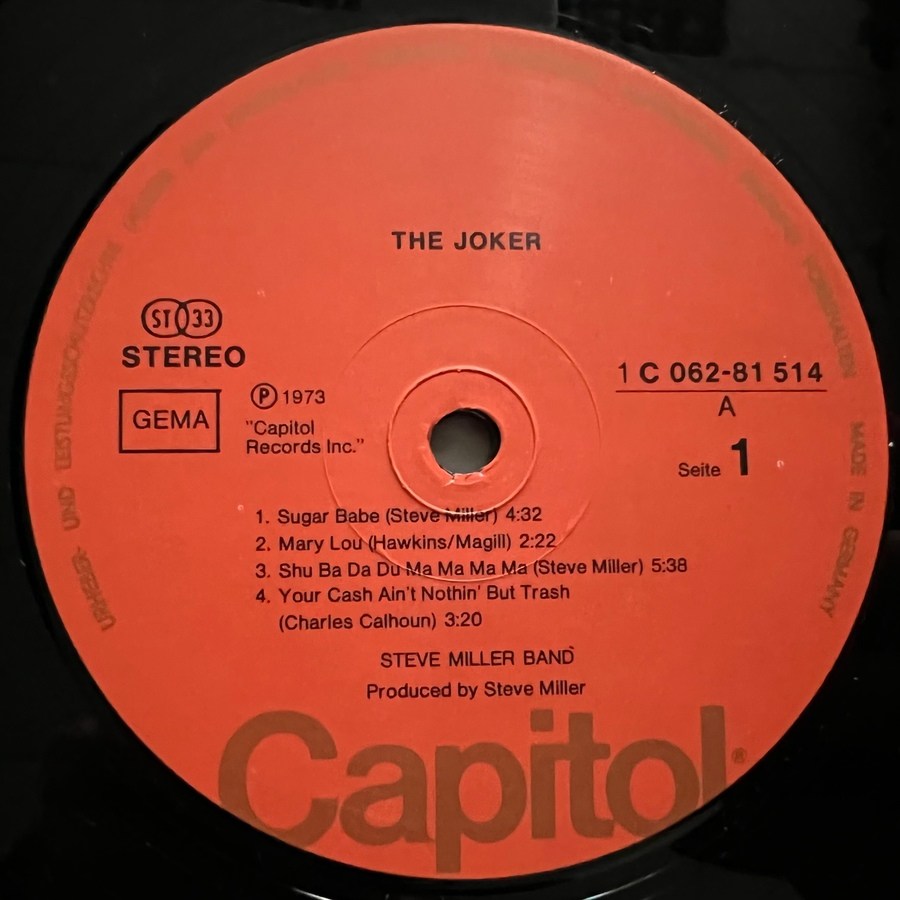 THE JOKER
ST 33
STEREO
GEMA
℗ 1973
"Capitol
Records Inc."
1 C 062-81 514
A
Seite 1
1. Sugar Babe (Steve Miller) 4:32
2. Mary Lou (Hawkins/Magill) 2:22
3. Shu Ba Da Du Ma Ma Ma Ma (Steve Miller) 5:38
4. Your Cash Ain't Nothin' But Trash
(Charles Calhoun) 3:20
STEVE MILLER BAND
Produced by Steve Miller
Capitol®
URHEBER- UND LEISTUNGSSCHUTZRECHTE
VORBEHALTEN
MADE IN GERMANY